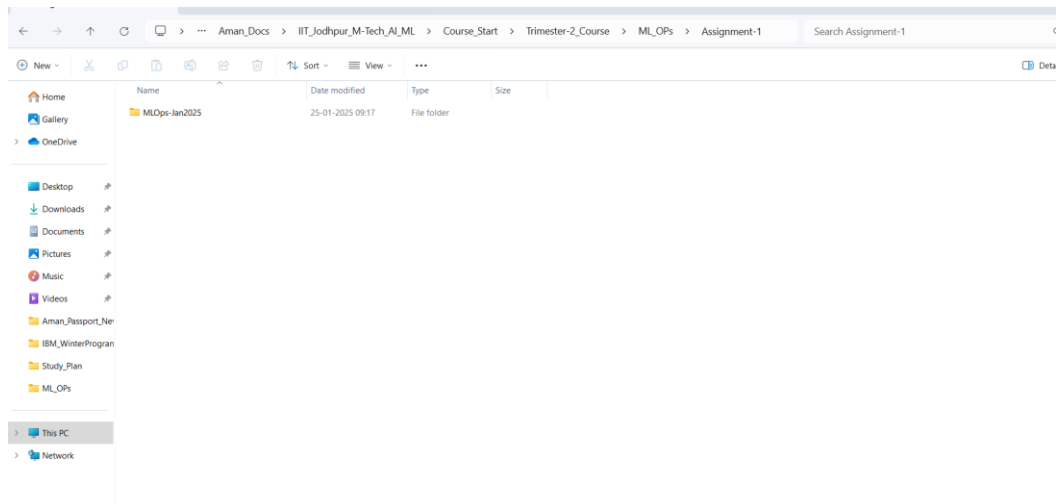 Aman_Docs > IIT_Jodhpur_M-Tech_AI_ML > Course_Start > Trimester-2_Course > ML_OPs > Assignment-1 Search Assignment-1
New Sort View ... Deta
Name Date modified Type Size
MLOps-Jan2025 25-01-2025 09:17 File folder
Home
Gallery
OneDrive
Desktop
Downloads
Documents
Pictures
Music
Videos
Aman_Passport_Nev
IBM_WinterProgran
Study_Plan
ML_OPs
This PC
Network